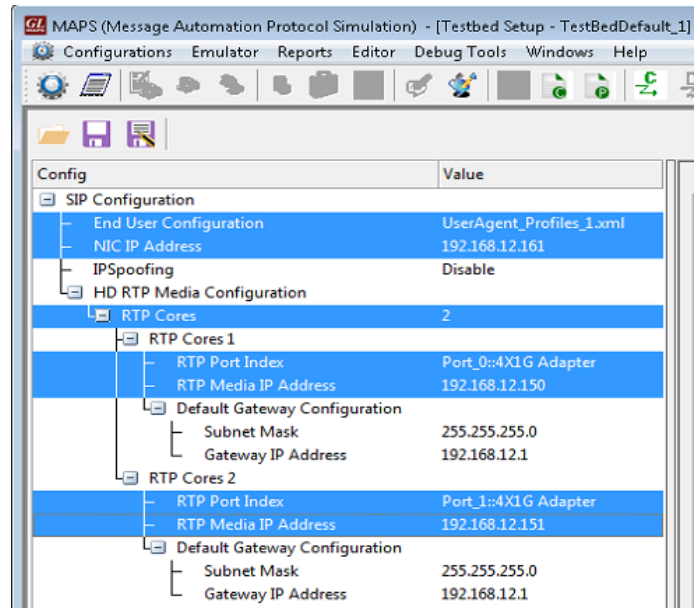 GL MAPS (Message Automation Protocol Simulation) - [Testbed Setup - TestBedDefault_1]
Configurations Emulator Reports Editor Debug Tools Windows Help
Config Value
SIP Configuration
End User Configuration UserAgent_Profiles_1.xml
NIC IP Address 192.168.12.161
IPSpoofing Disable
HD RTP Media Configuration
RTP Cores 2
RTP Cores 1
RTP Port Index Port_0::4X1G Adapter
RTP Media IP Address 192.168.12.150
Default Gateway Configuration
Subnet Mask 255.255.255.0
Gateway IP Address 192.168.12.1
RTP Cores 2
RTP Port Index Port_1::4X1G Adapter
RTP Media IP Address 192.168.12.151
Default Gateway Configuration
Subnet Mask 255.255.255.0
Gateway IP Address 192.168.12.1